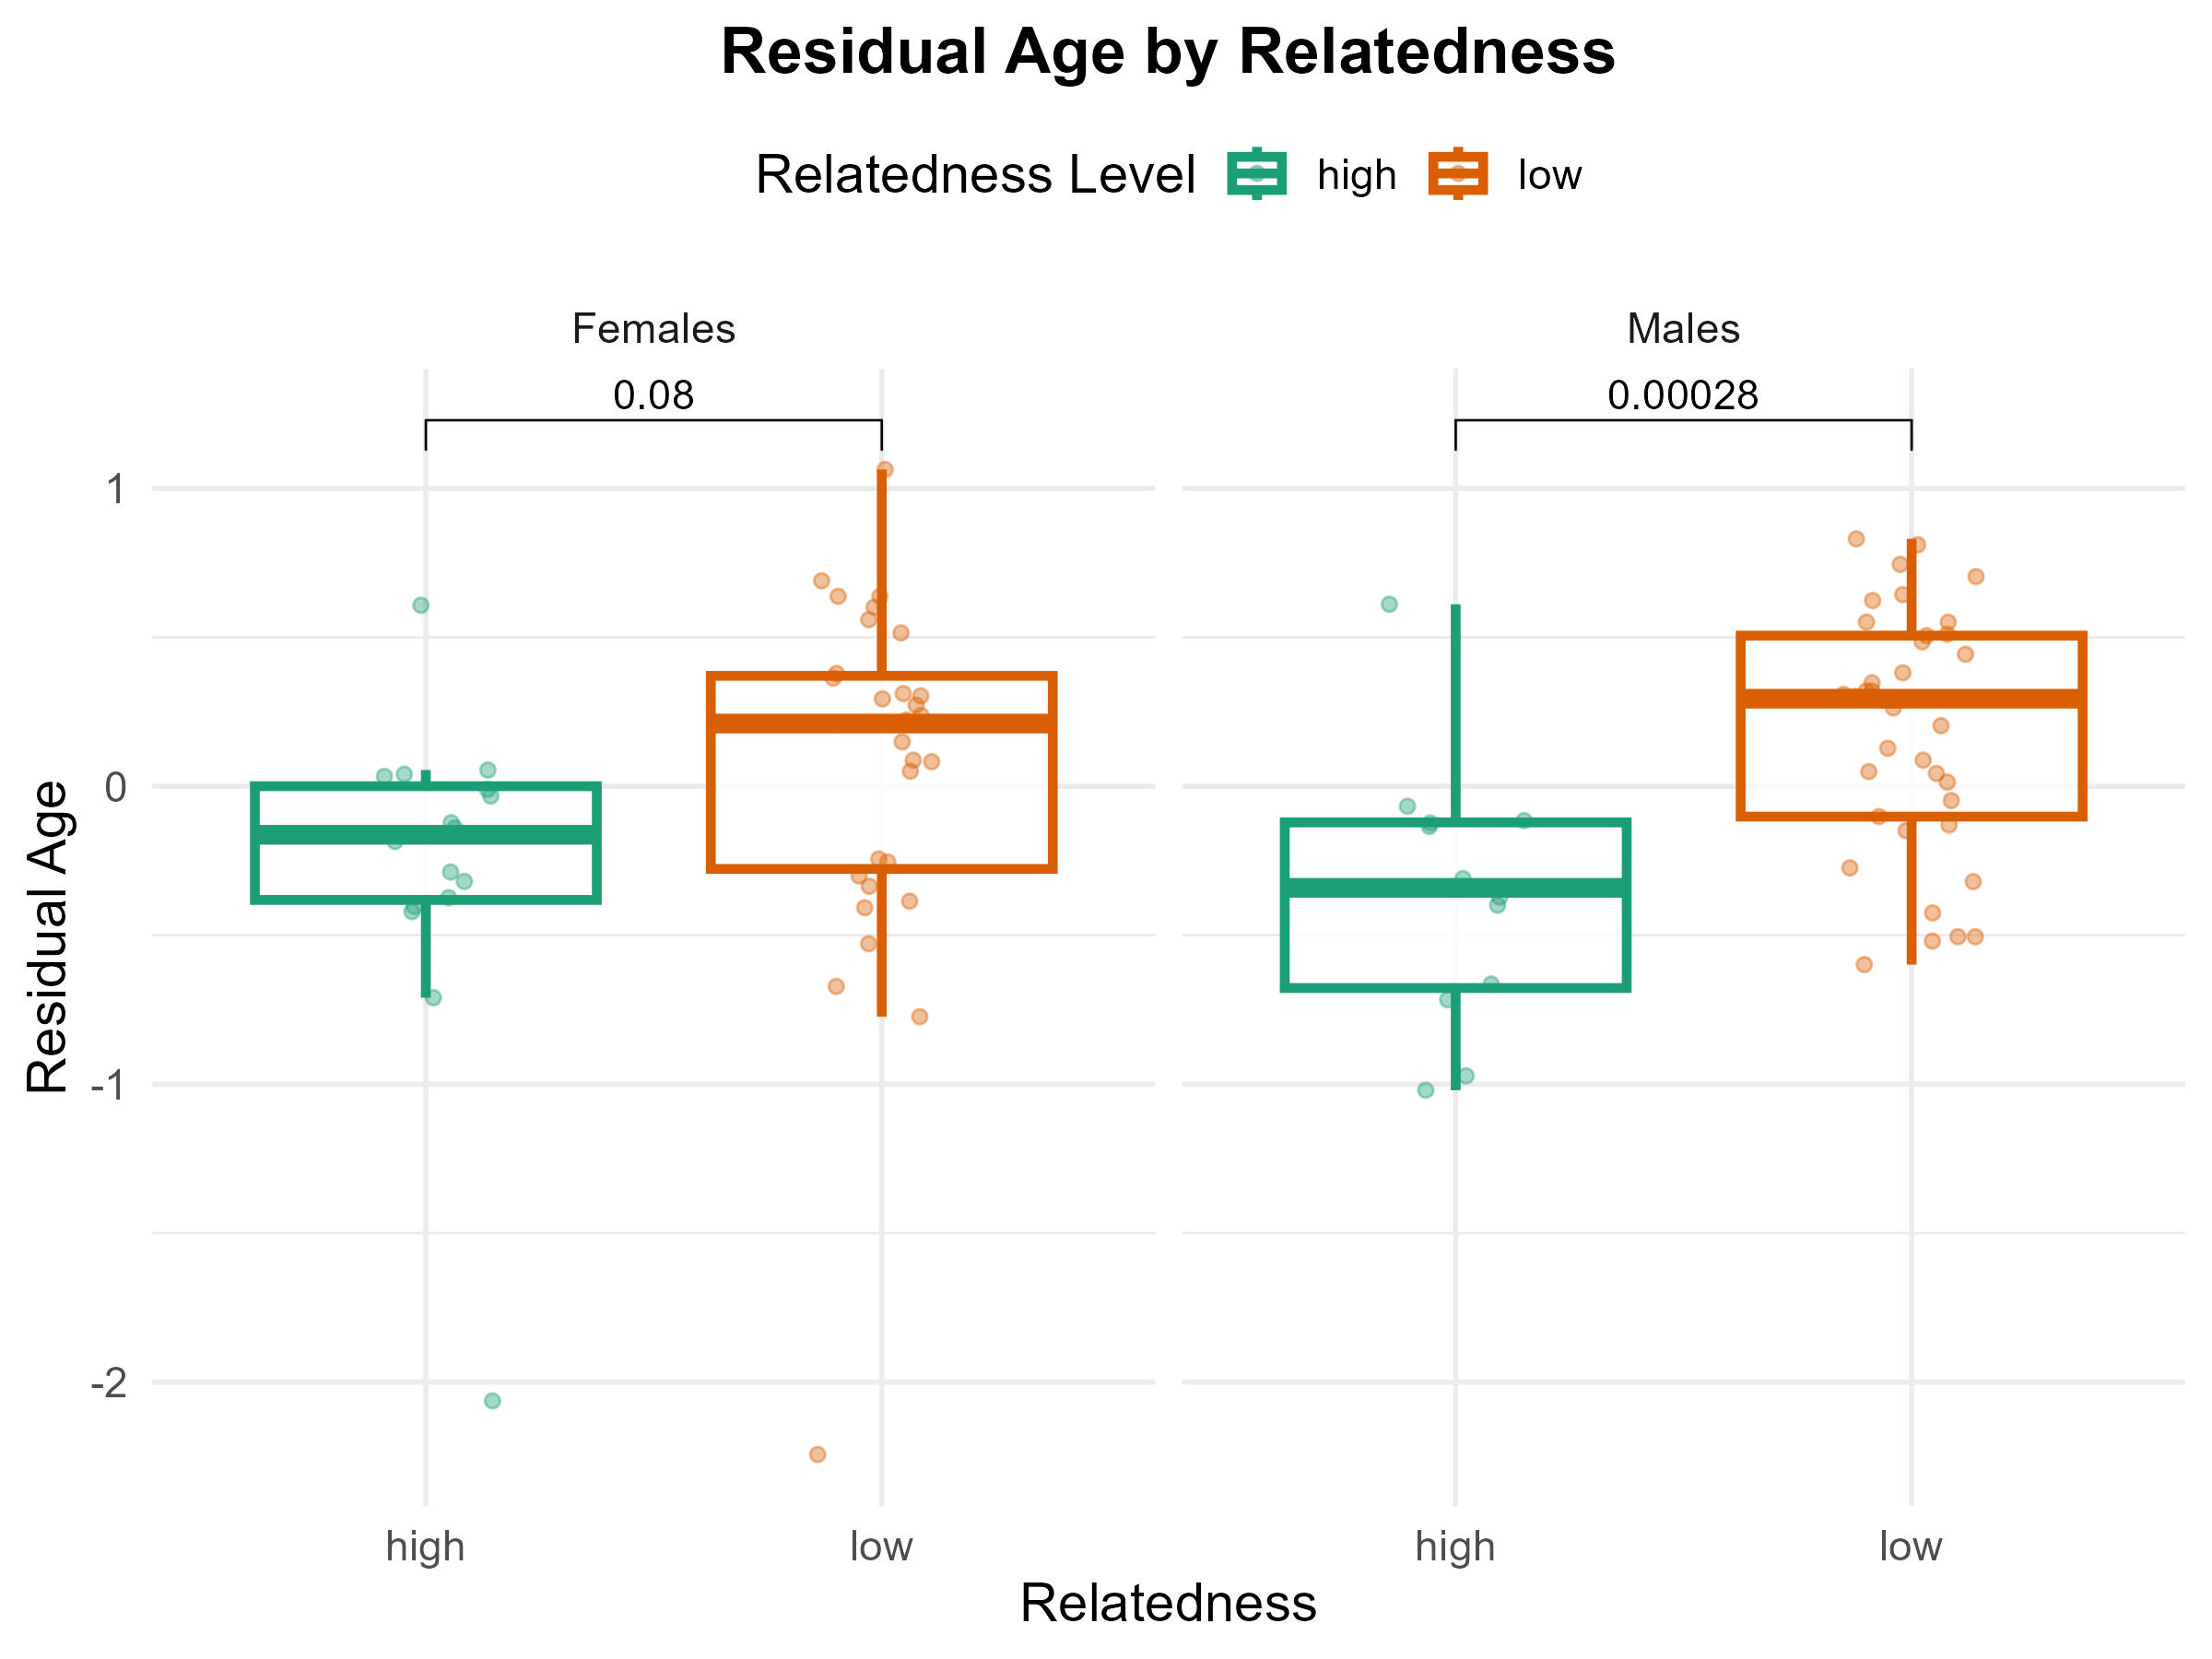 Residual Age by Relatedness
Relatedness Level high low
Females Males
0.08 0.00028
1
0
-1
-2
Residual Age
high low high low
Relatedness